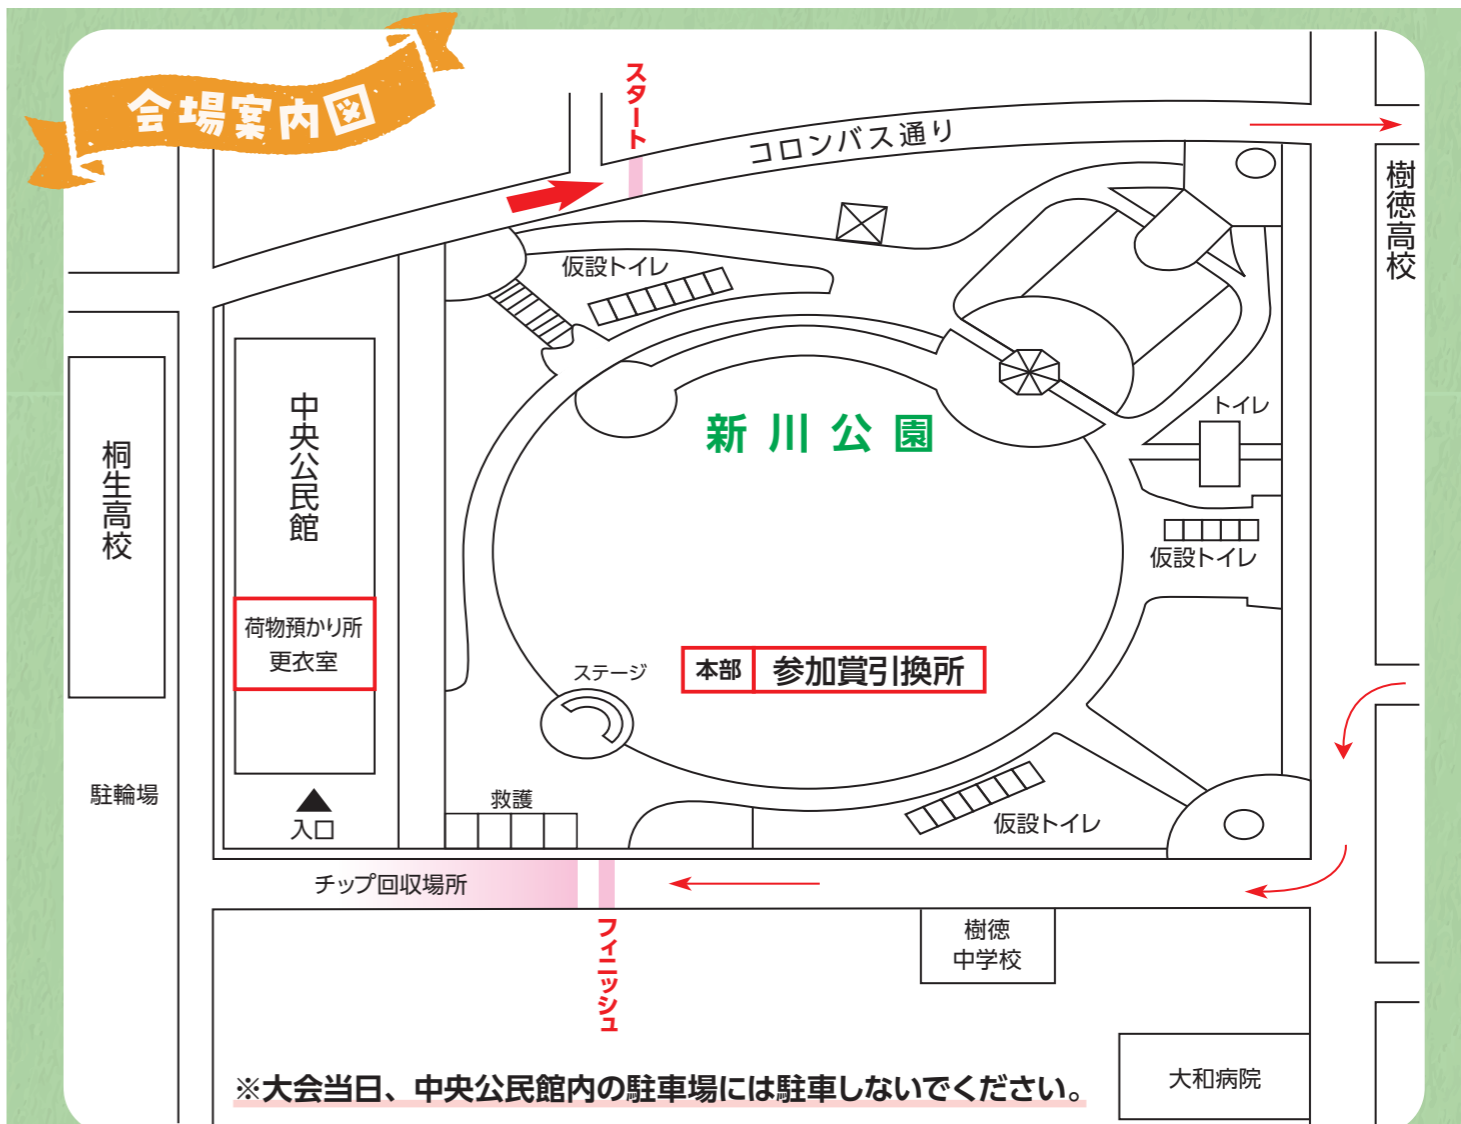 会場案内図
スタート
コロンバス通り
樹徳高校
仮設トイレ
中央公民館
桐生高校
新川公園
トイレ
仮設トイレ
荷物預かり所
更衣室
ステージ
本部 参加賞引換所
駐輪場
入口
救護
仮設トイレ
チップ回収場所
フィニッシュ
樹徳
中学校
大和病院
※大会当日、中央公民館内の駐車場には駐車しないでください。